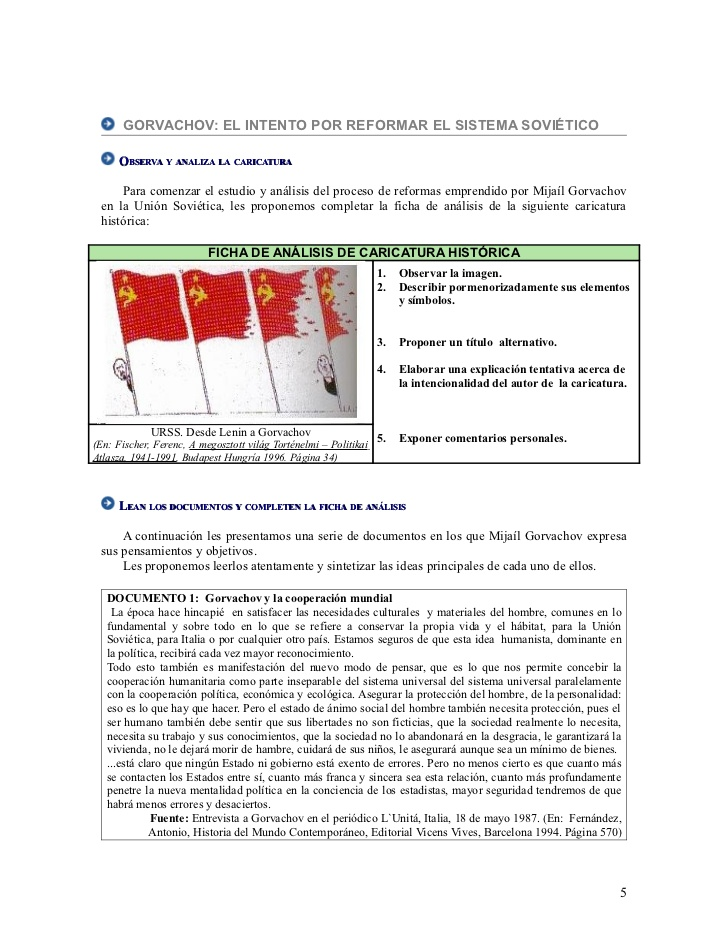 GORVACHOV: EL INTENTO POR REFORMAR EL SISTEMA SOVIÉTICO
OBSERVA Y ANALIZA LA CARICATURA
Para comenzar el estudio y análisis del proceso de reformas emprendido por Mijaíl Gorvachov
en la Unión Soviética, les proponemos completar la ficha de análisis de la siguiente caricatura
histórica:
FICHA DE ANÁLISIS DE CARICATURA HISTÓRICA
URSS. Desde Lenin a Gorvachov
(En: Fischer, Ferenc, A megosztott világ Torténelmi – Politikai
Atlasza, 1941-1991, Budapest Hungría 1996. Página 34)
1. Observar la imagen.
2. Describir pormenorizadamente sus elementos
y símbolos.
3. Proponer un título alternativo.
4. Elaborar una explicación tentativa acerca de
la intencionalidad del autor de la caricatura.
5. Exponer comentarios personales.
LEAN LOS DOCUMENTOS Y COMPLETEN LA FICHA DE ANÁLISIS
A continuación les presentamos una serie de documentos en los que Mijaíl Gorvachov expresa
sus pensamientos y objetivos.
Les proponemos leerlos atentamente y sintetizar las ideas principales de cada uno de ellos.
DOCUMENTO 1: Gorvachov y la cooperación mundial
La época hace hincapié en satisfacer las necesidades culturales y materiales del hombre, comunes en lo
fundamental y sobre todo en lo que se refiere a conservar la propia vida y el hábitat, para la Unión
Soviética, para Italia o por cualquier otro país. Estamos seguros de que esta idea humanista, dominante en
la política, recibirá cada vez mayor reconocimiento.
Todo esto también es manifestación del nuevo modo de pensar, que es lo que nos permite concebir la
cooperación humanitaria como parte inseparable del sistema universal del sistema universal paralelamente
con la cooperación política, económica y ecológica. Asegurar la protección del hombre, de la personalidad:
eso es lo que hay que hacer. Pero el estado de ánimo social del hombre también necesita protección, pues el
ser humano también debe sentir que sus libertades no son ficticias, que la sociedad realmente lo necesita,
necesita su trabajo y sus conocimientos, que la sociedad no lo abandonará en la desgracia, le garantizará la
vivienda, no le dejará morir de hambre, cuidará de sus niños, le asegurará aunque sea un mínimo de bienes.
...está claro que ningún Estado ni gobierno está exento de errores. Pero no menos cierto es que cuanto más
se contacten los Estados entre sí, cuanto más franca y sincera sea esta relación, cuanto más profundamente
penetre la nueva mentalidad política en la conciencia de los estadistas, mayor seguridad tendremos de que
habrá menos errores y desaciertos.
Fuente: Entrevista a Gorvachov en el periódico L`Unitá, Italia, 18 de mayo 1987. (En: Fernández,
Antonio, Historia del Mundo Contemporáneo, Editorial Vicens Vives, Barcelona 1994. Página 570)
5